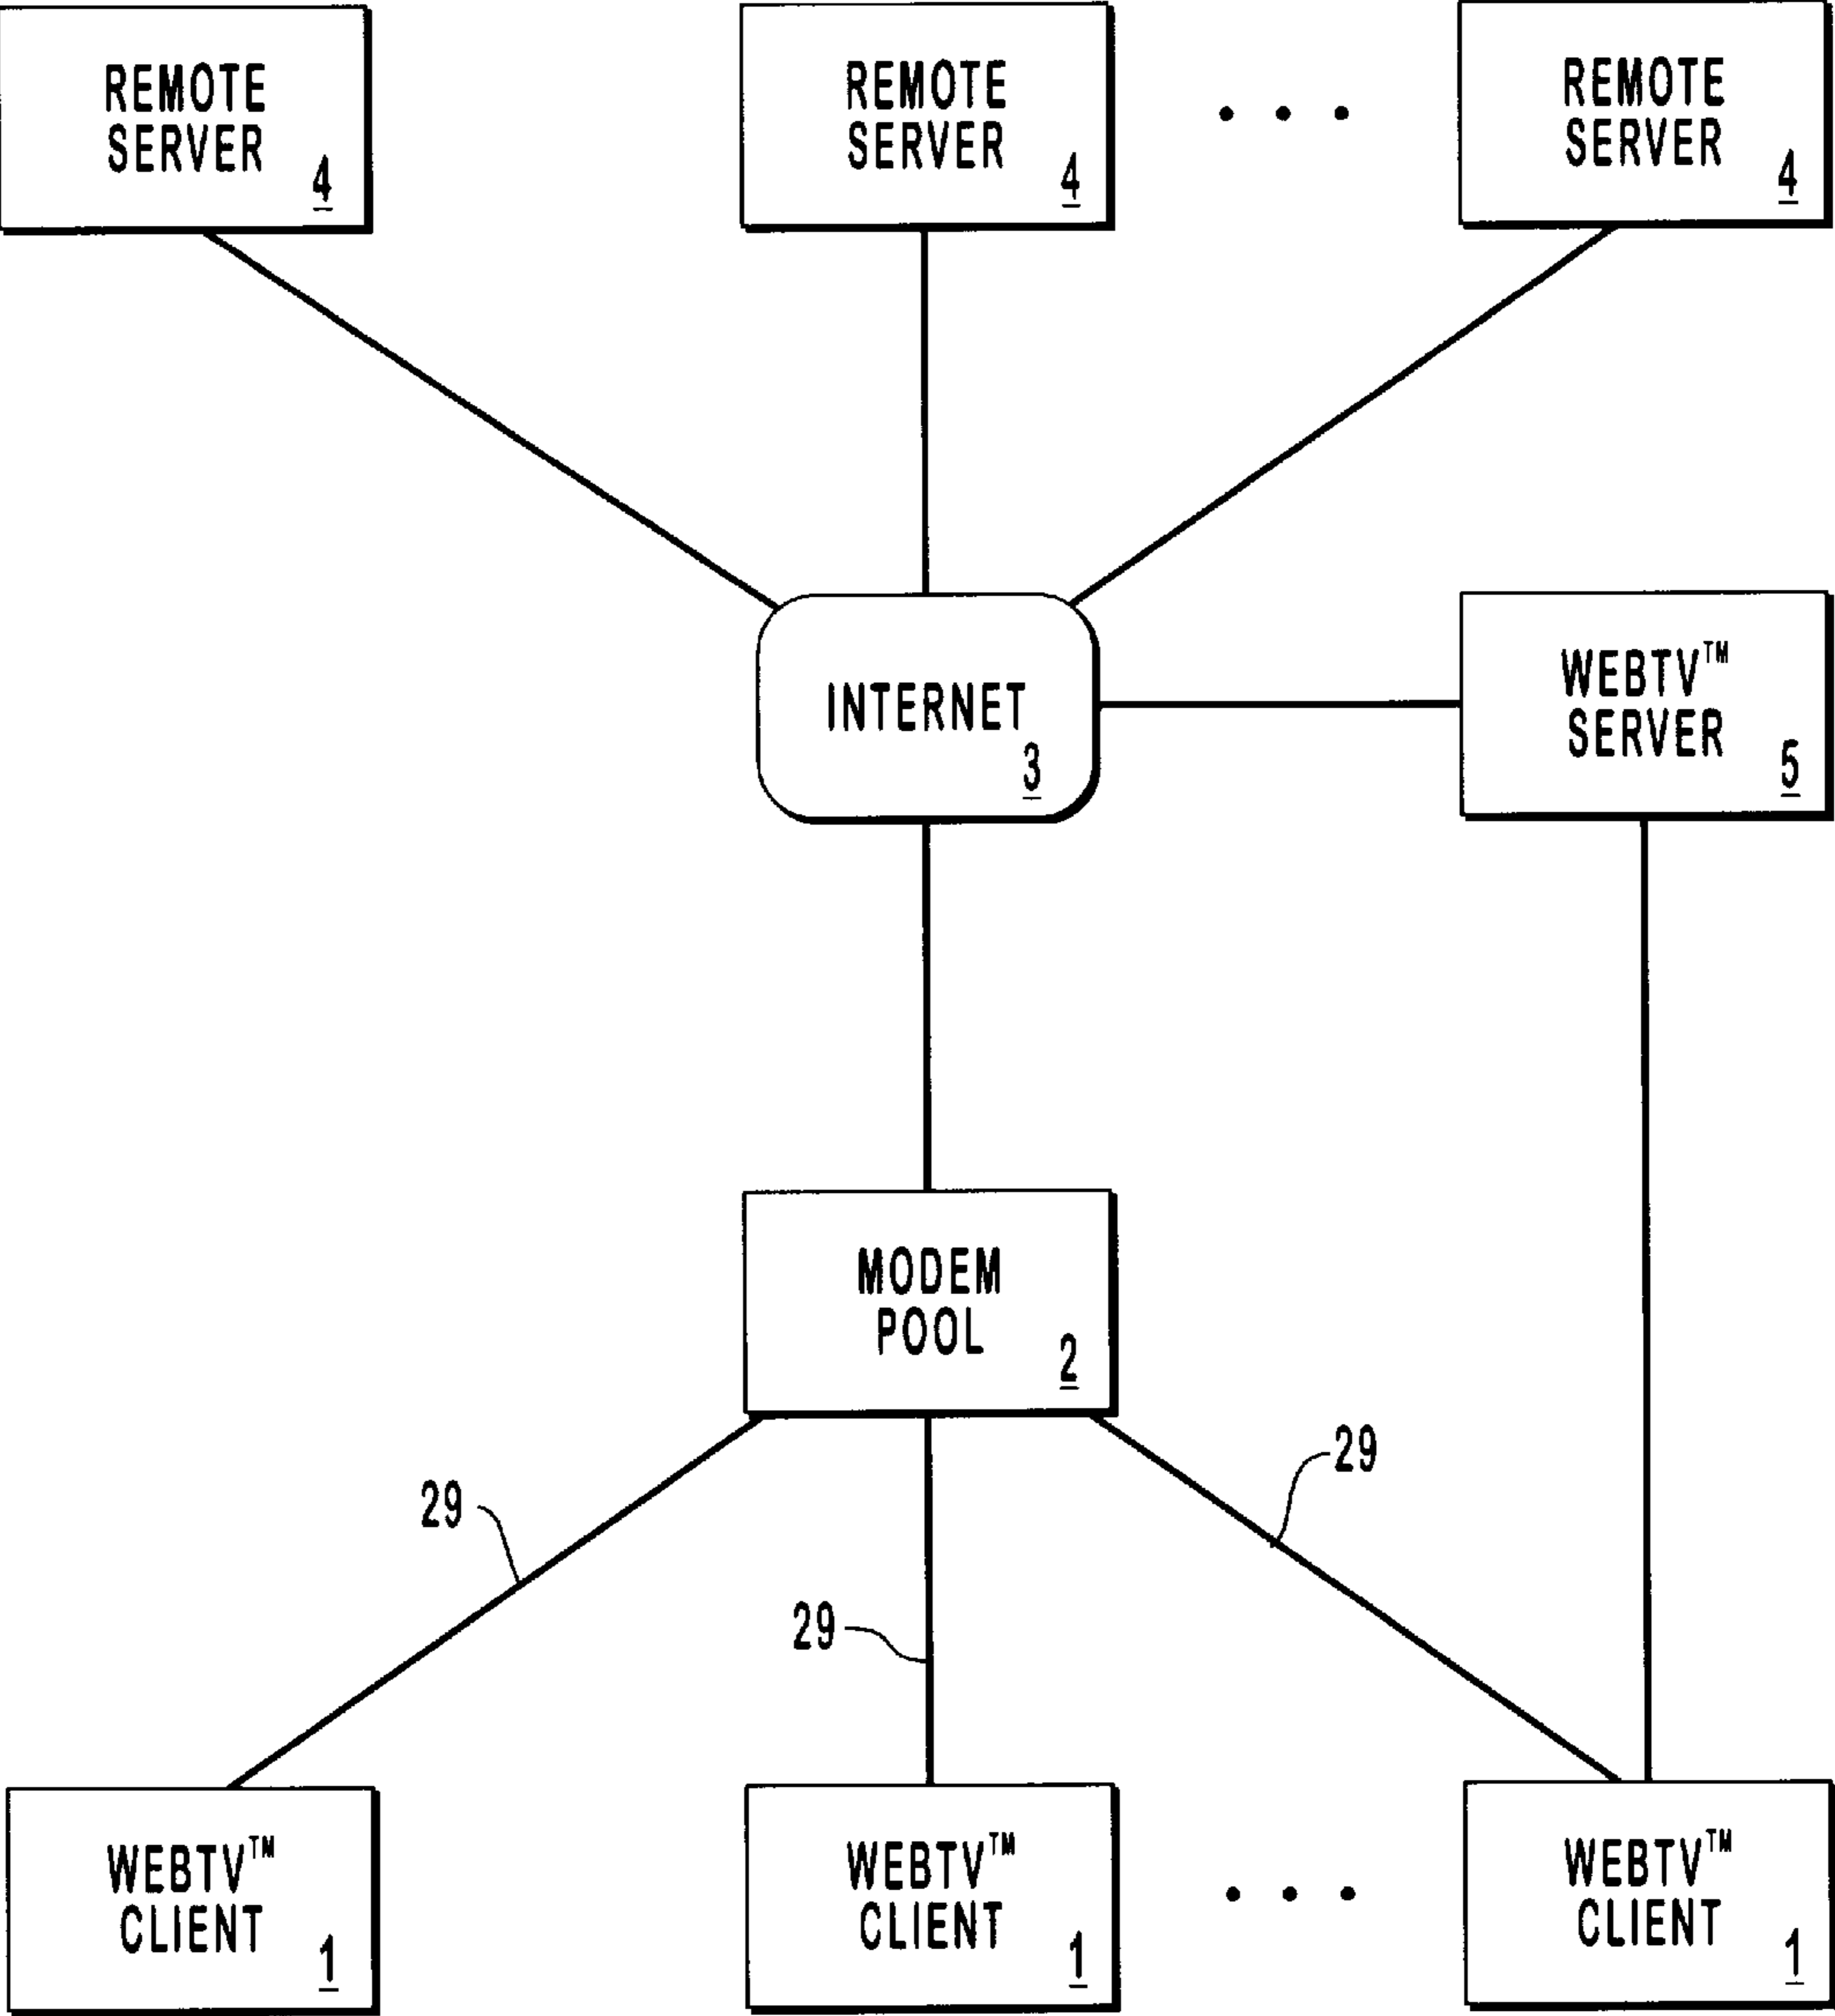 REMOTE
SERVER
4
REMOTE
SERVER
4
. . .
REMOTE
SERVER
4
INTERNET
3
WEBTV™
SERVER
5
MODEM
POOL
2
29
29
29
WEBTV™
CLIENT
1
WEBTV™
CLIENT
1
. . .
WEBTV™
CLIENT
1